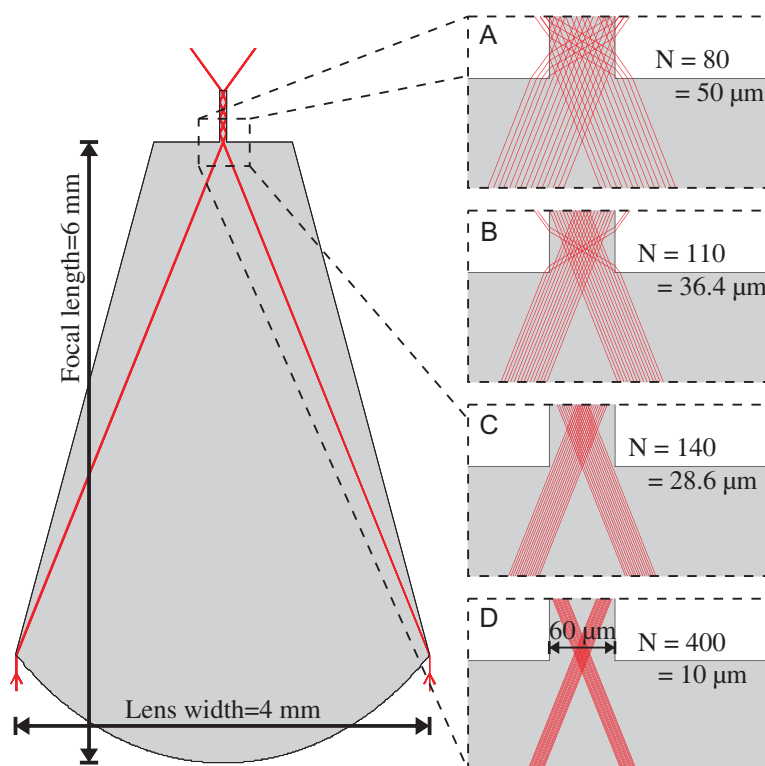 Focal length=6 mm
Lens width=4 mm
A
N = 80
= 50 μm
B
N = 110
= 36.4 μm
C
N = 140
= 28.6 μm
D
60 μm
N = 400
= 10 μm